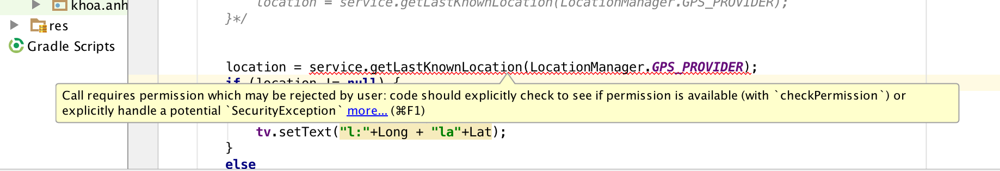 khoa.anh
location = service.getLastKnownLocation(LocationManager.GPS_PROVIDER);
}*/
res
Gradle Scripts
location = service.getLastKnownLocation(LocationManager.GPS_PROVIDER);
if (location != null) {
Call requires permission which may be rejected by user: code should explicitly check to see if permission is available (with `checkPermission`) or
explicitly handle a potential `SecurityException` more... (⌘F1)
tv.setText("l:"+Long + "la"+Lat);
}
else